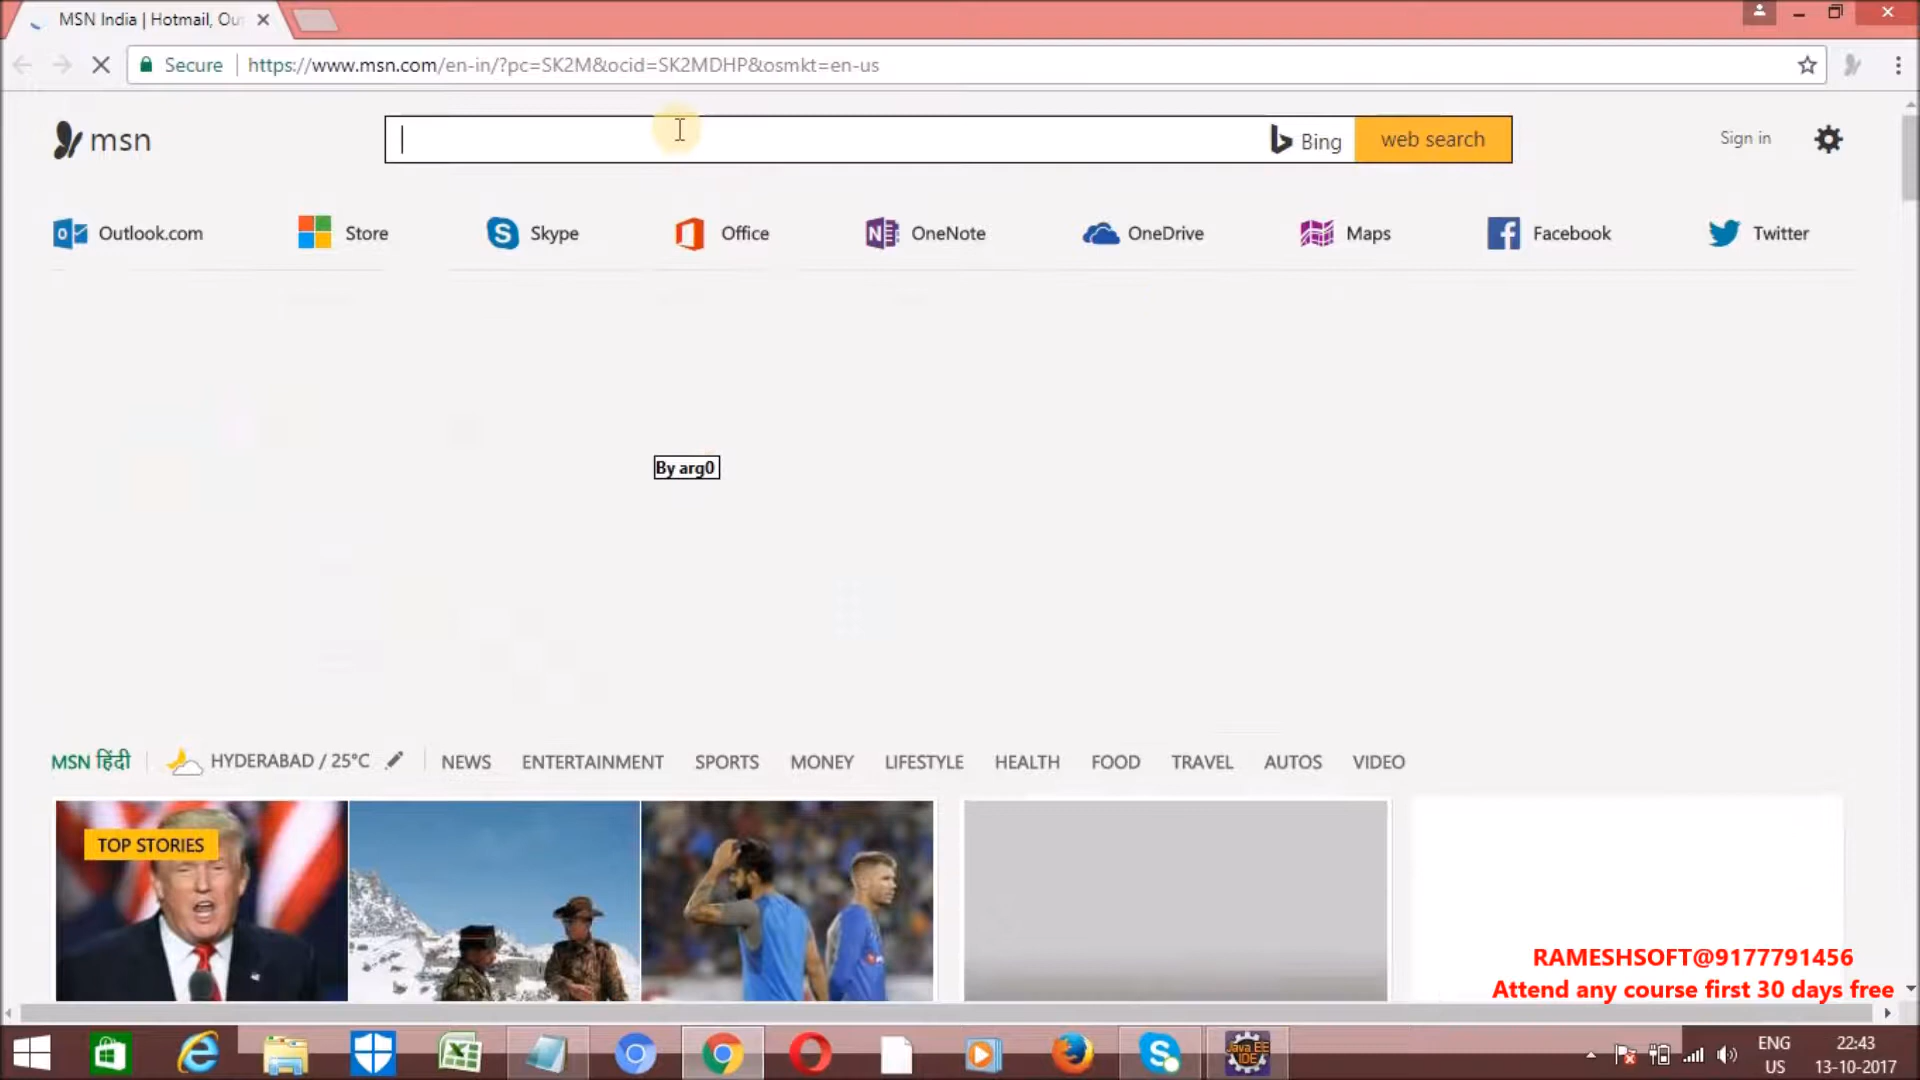 MSN India | Hotmail, Ou
Secure
https://www.msn.com/en-in/?pc=SK2M&ocid=SK2MDHP&osmkt=en-us
msn
Bing
web search
Sign in
Outlook.com
Store
Skype
Office
OneNote
OneDrive
Maps
Facebook
Twitter
By arg0
MSN हिंदी
HYDERABAD / 25°C
NEWS
ENTERTAINMENT
SPORTS
MONEY
LIFESTYLE
HEALTH
FOOD
TRAVEL
AUTOS
VIDEO
TOP STORIES
RAMESHSOFT@9177791456
Attend any course first 30 days free
Java EE
IDE
ENG
US
22:43
13-10-2017